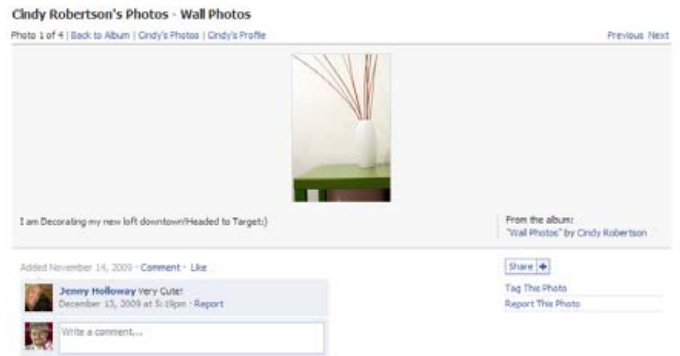 Cindy Robertson's Photos - Wall Photos
Photo 1 of 4 | Back to Album | Cindy's Photos | Cindy's Profile
Previous Next
I am Decorating my new loft downtown!Headed to Target:)
From the album:
"Wall Photos" by Cindy Robertson
Added November 14, 2009 · Comment · Like
Share +
Jenny Holloway Very Cute!
December 13, 2009 at 5:19pm · Report
Tag This Photo
Report This Photo
Write a comment...